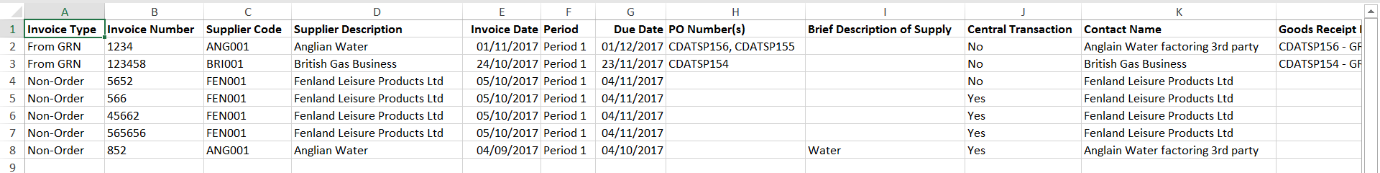 A B C D E F G H I J K
1 Invoice Type Invoice Number Supplier Code Supplier Description Invoice Date Period Due Date PO Number(s) Brief Description of Supply Central Transaction Contact Name Goods Receipt
2 From GRN 1234 ANG001 Anglian Water 01/11/2017 Period 1 01/12/2017 CDATSP156, CDATSP155 No Anglain Water factoring 3rd party CDATSP156 - GF
3 From GRN 123458 BRI001 British Gas Business 24/10/2017 Period 1 23/11/2017 CDATSP154 No British Gas Business CDATSP154 - GF
4 Non-Order 5652 FEN001 Fenland Leisure Products Ltd 05/10/2017 Period 1 04/11/2017 No Fenland Leisure Products Ltd
5 Non-Order 566 FEN001 Fenland Leisure Products Ltd 05/10/2017 Period 1 04/11/2017 Yes Fenland Leisure Products Ltd
6 Non-Order 45662 FEN001 Fenland Leisure Products Ltd 05/10/2017 Period 1 04/11/2017 Yes Fenland Leisure Products Ltd
7 Non-Order 565656 FEN001 Fenland Leisure Products Ltd 05/10/2017 Period 1 04/11/2017 Yes Fenland Leisure Products Ltd
8 Non-Order 852 ANG001 Anglian Water 04/09/2017 Period 1 04/10/2017 Water Yes Anglain Water factoring 3rd party
9